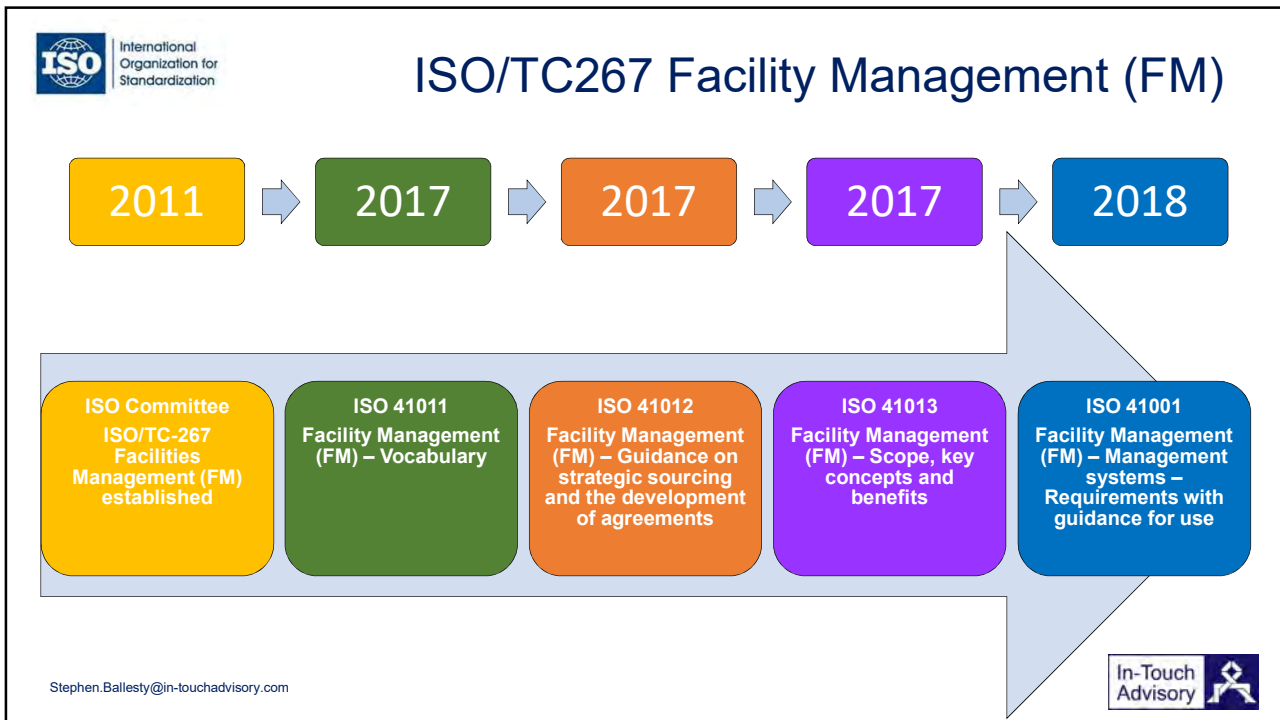 ISO
International
Organization for
Standardization
ISO/TC267 Facility Management (FM)
2011
2017
2017
2017
2018
ISO Committee
ISO/TC-267
Facilities
Management (FM)
established
ISO 41011
Facility Management
(FM) – Vocabulary
ISO 41012
Facility Management
(FM) – Guidance on
strategic sourcing
and the development
of agreements
ISO 41013
Facility Management
(FM) – Scope, key
concepts and
benefits
ISO 41001
Facility Management
(FM) – Management
systems –
Requirements with
guidance for use
Stephen.Ballesty@in-touchadvisory.com
In-Touch
Advisory